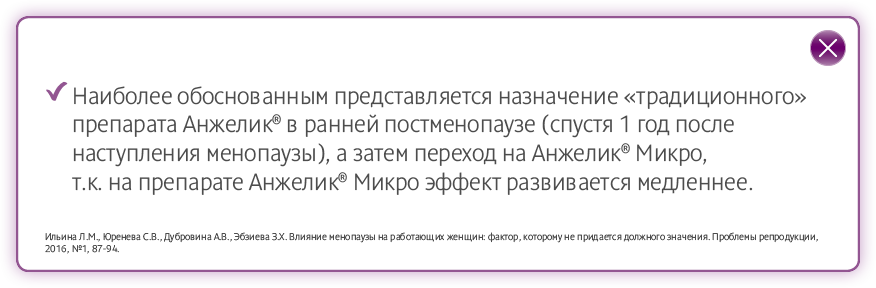 Наиболее обоснованным представляется назначение «традиционного»
препарата Анжелик® в ранней постменопаузе (спустя 1 год после
наступления менопаузы), а затем переход на Анжелик® Микро,
т.к. на препарате Анжелик® Микро эффект развивается медленнее.
Ильина Л.М., Юренева С.В., Дубровина А.В., Эбзиева З.Х. Влияние менопаузы на работающих женщин: фактор, которому не придается должного значения. Проблемы репродукции,
2016, №1, 87-94.